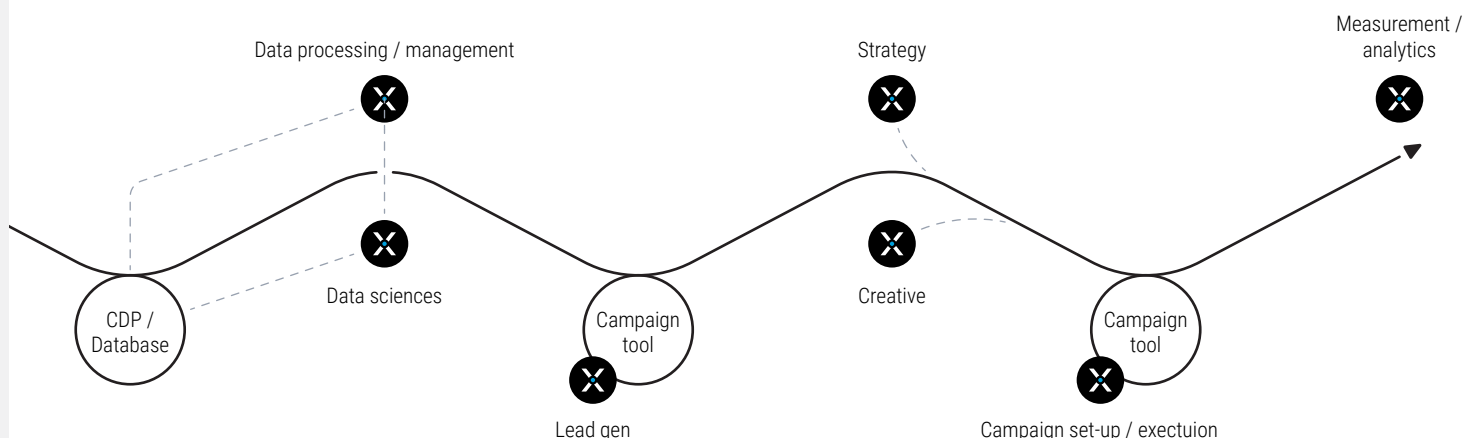 Data processing / management
Strategy
Measurement /
analytics
Data sciences
Creative
CDP /
Database
Campaign
tool
Campaign
tool
Lead gen
Campaign set-up / exectuion